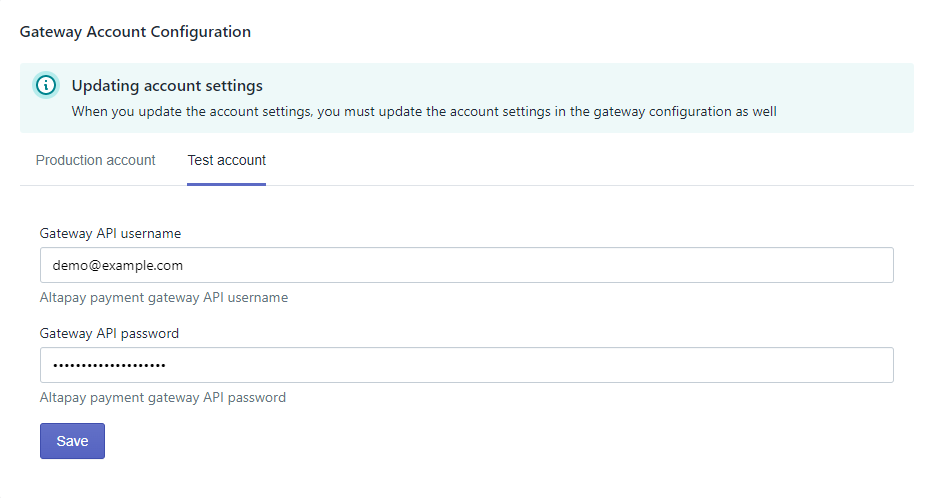 Gateway Account Configuration
Updating account settings
When you update the account settings, you must update the account settings in the gateway configuration as well
Production account Test account
Gateway API username
demo@example.com
Altapay payment gateway API username
Gateway API password
••••••••••••••••••••
Altapay payment gateway API password
Save